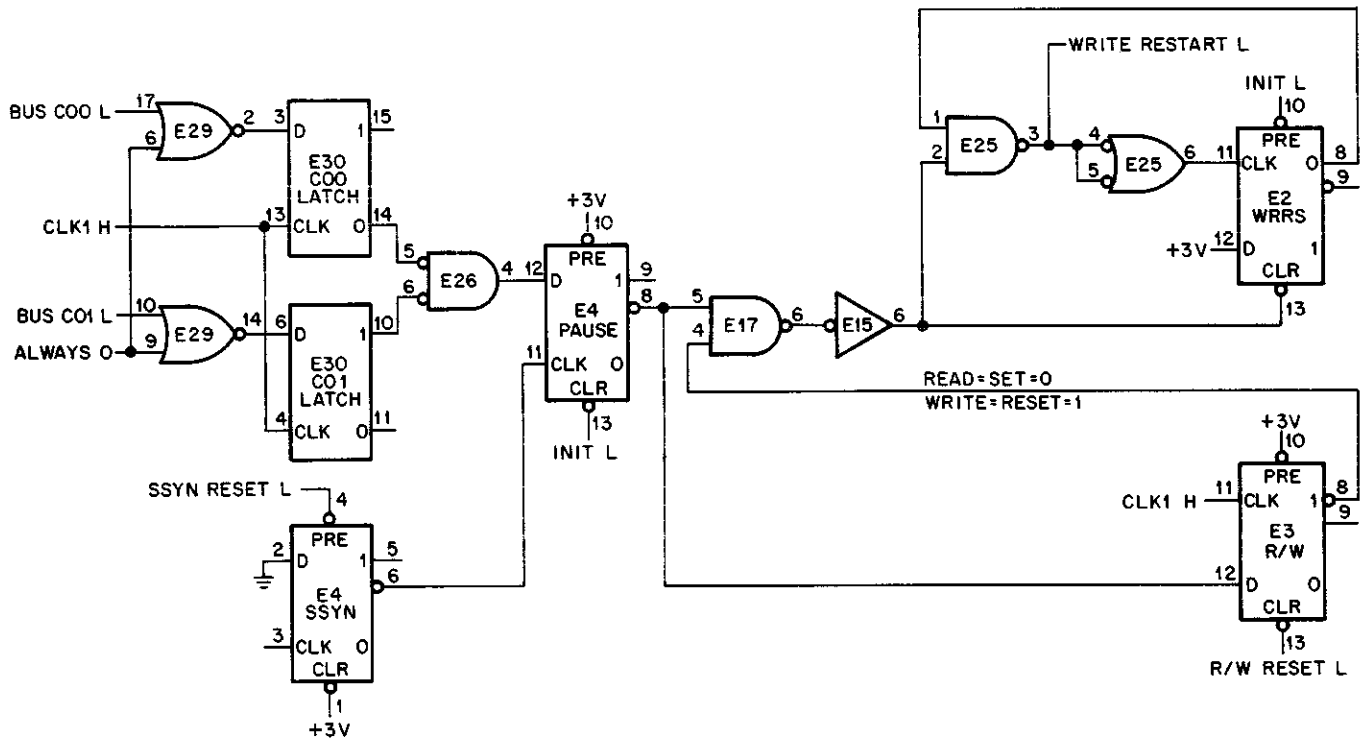 WRITE RESTART L
INIT L
10
PRE
11 CLK 0 8
9
E2
WRRS
+3V 12 D 1
CLR
13
1
2
E25
3
4
5
E25
6
BUS C00 L
17
6
E29
2
3 D 1 15
E30
C00
LATCH
CLK1 H
13 CLK 0 14
BUS C01 L
10
ALWAYS 0
9
E29
14
6 D 1 10
E30
C01
LATCH
4 CLK 0 11
5
6
E26
4
+3V
10
PRE
12 D 1 9
8
E4
PAUSE
11 CLK 0
CLR
13
INIT L
5
4
E17
6
E15
6
READ=SET=0
WRITE=RESET=1
SSYN RESET L
4
PRE
2 D 1 5
6
E4
SSYN
3 CLK 0
CLR
1
+3V
+3V
10
PRE
CLK1 H
11 CLK 1 8
9
E3
R/W
12 D 0
CLR
13
R/W RESET L